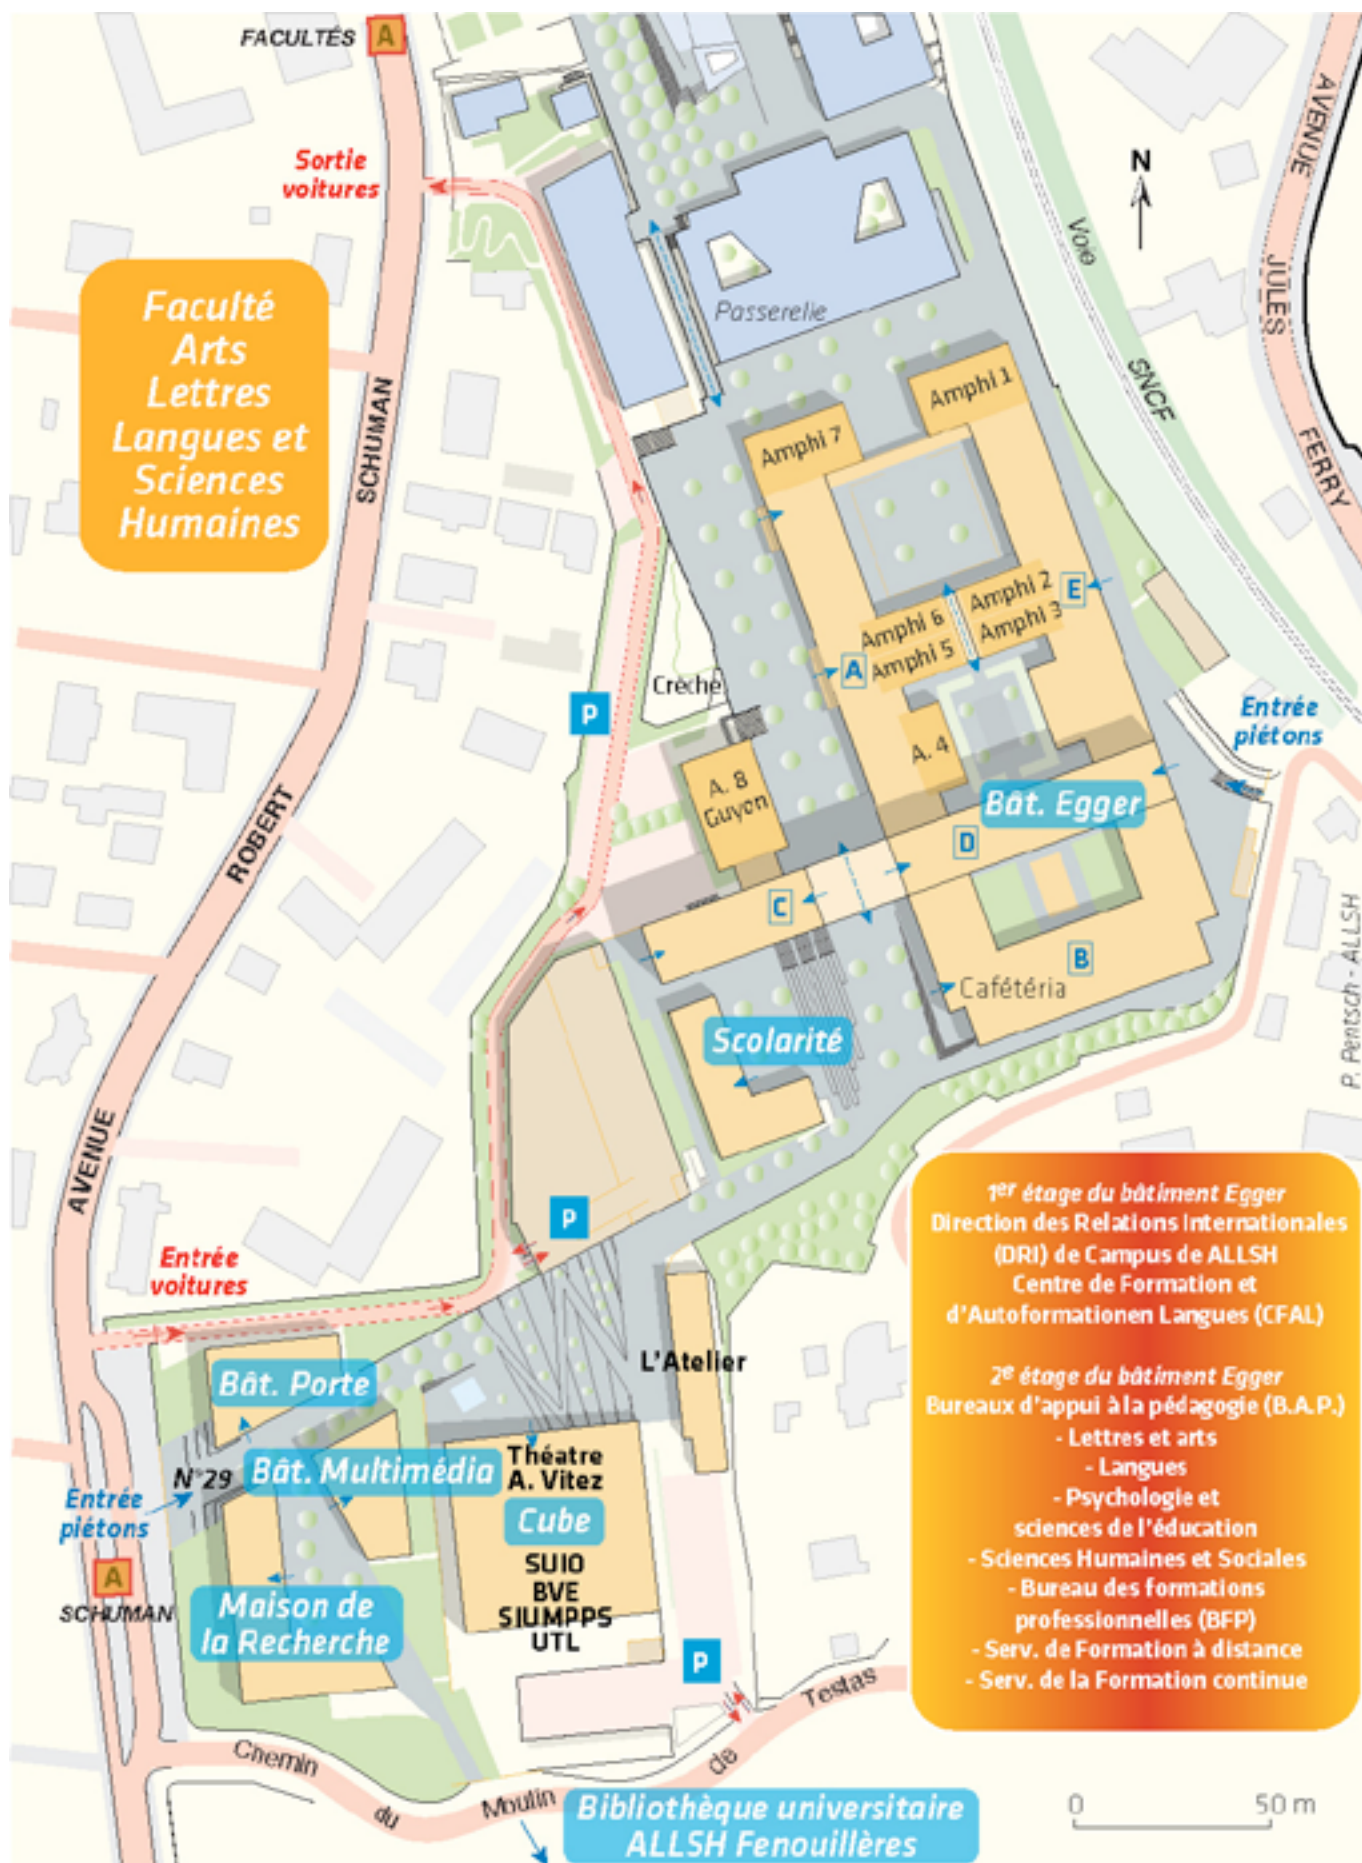 FACULTÉS A
Sortie
voitures
Faculté
Arts
Lettres
Langues et
Sciences
Humaines
N
AVENUE
JULES
FERRY
Voie
SNCF
Passerelle
Amphi 1
Amphi 7
Amphi 2
Amphi 3
Amphi 6
Amphi 5
E
A
Crèche
P
A. 4
A. 8
Guyon
Entrée
piétons
Bât. Egger
D
C
B
Cafétéria
Scolarité
P. Pentsch - ALLSH
AVENUE
ROBERT
SCHUMAN
P
Entrée
voitures
L'Atelier
Bât. Porte
N°29
Bât. Multimédia
Théatre
A. Vitez
Cube
SUIO
BVE
SIUMPPS
UTL
Entrée
piétons
A
SCHUMAN
Maison de
la Recherche
P
Chemin
du
Moulin
de
Testas
Bibliothèque universitaire
ALLSH Fenouillères
1er étage du bâtiment Egger
Direction des Relations Internationales
(DRI) de Campus de ALLSH
Centre de Formation et
d'Autoformationen Langues (CFAL)
2e étage du bâtiment Egger
Bureaux d'appui à la pédagogie (B.A.P.)
- Lettres et arts
- Langues
- Psychologie et
sciences de l'éducation
- Sciences Humaines et Sociales
- Bureau des formations
professionnelles (BFP)
- Serv. de Formation à distance
- Serv. de la Formation continue
0 50 m